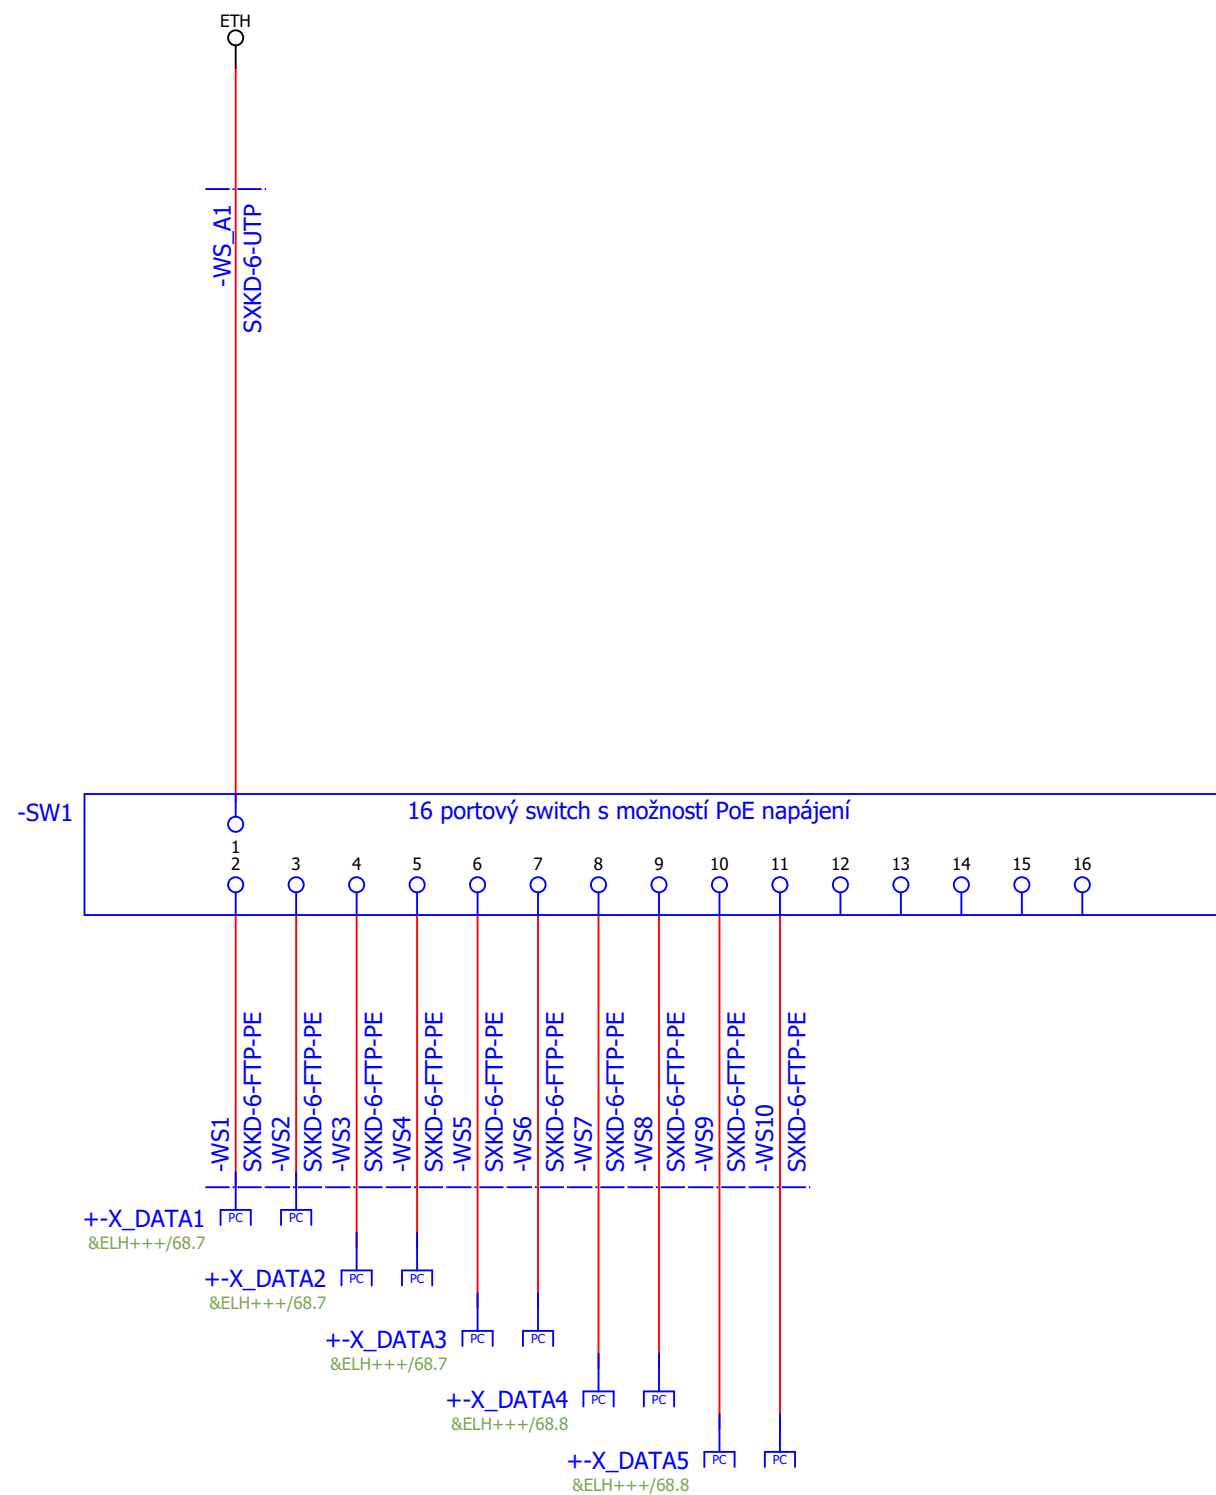 ETH
-WS_A1
SXKD-6-UTP
-SW1
16 portový switch s možností PoE napájení
1
2 3 4 5 6 7 8 9 10 11 12 13 14 15 16
-WS1
SXKD-6-FTP-PE
-WS2
SXKD-6-FTP-PE
-WS3
SXKD-6-FTP-PE
-WS4
SXKD-6-FTP-PE
-WS5
SXKD-6-FTP-PE
-WS6
SXKD-6-FTP-PE
-WS7
SXKD-6-FTP-PE
-WS8
SXKD-6-FTP-PE
-WS9
SXKD-6-FTP-PE
-WS10
SXKD-6-FTP-PE
+-X_DATA1 PC PC
&ELH+++/68.7
+-X_DATA2 PC PC
&ELH+++/68.7
+-X_DATA3 PC PC
&ELH+++/68.7
+-X_DATA4 PC PC
&ELH+++/68.8
+-X_DATA5 PC PC
&ELH+++/68.8